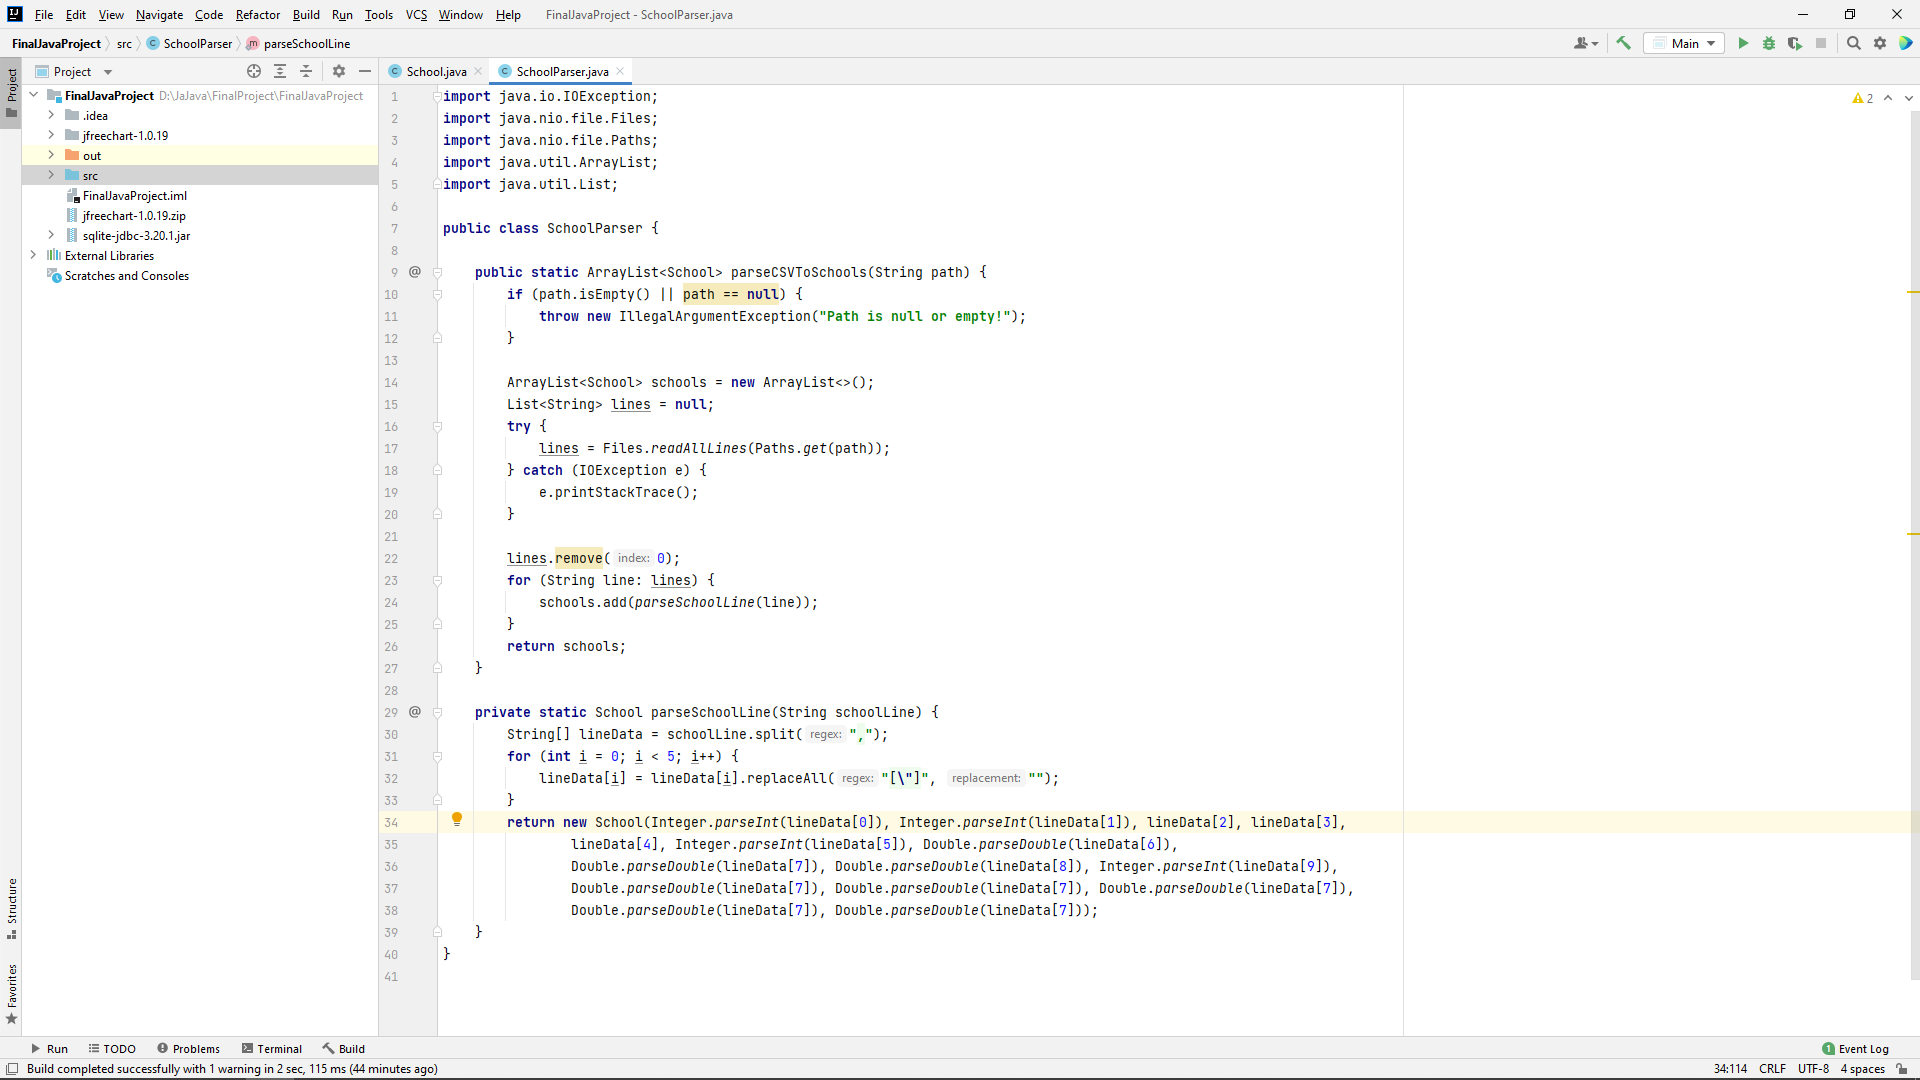 File Edit View Navigate Code Refactor Build Run Tools VCS Window Help FinalJavaProject - SchoolParser.java
FinalJavaProject src SchoolParser parseSchoolLine Main
Project
School.java SchoolParser.java
Project
FinalJavaProject D:\JaJava\FinalProject\FinalJavaProject
.idea
jfreechart-1.0.19
out
src
FinalJavaProject.iml
jfreechart-1.0.19.zip
sqlite-jdbc-3.20.1.jar
External Libraries
Scratches and Consoles
Structure
Favorites
2
1 import java.io.IOException;
2 import java.nio.file.Files;
3 import java.nio.file.Paths;
4 import java.util.ArrayList;
5 import java.util.List;
6
7 public class SchoolParser {
8
9 @ public static ArrayList<School> parseCSVToSchools(String path) {
10 if (path.isEmpty() || path == null) {
11 throw new IllegalArgumentException("Path is null or empty!");
12 }
13
14 ArrayList<School> schools = new ArrayList<>();
15 List<String> lines = null;
16 try {
17 lines = Files.readAllLines(Paths.get(path));
18 } catch (IOException e) {
19 e.printStackTrace();
20 }
21
22 lines.remove( index: 0);
23 for (String line: lines) {
24 schools.add(parseSchoolLine(line));
25 }
26 return schools;
27 }
28
29 @ private static School parseSchoolLine(String schoolLine) {
30 String[] lineData = schoolLine.split( regex: ",");
31 for (int i = 0; i < 5; i++) {
32 lineData[i] = lineData[i].replaceAll( regex: "[\"]", replacement: "");
33 }
34 return new School(Integer.parseInt(lineData[0]), Integer.parseInt(lineData[1]), lineData[2], lineData[3],
35 lineData[4], Integer.parseInt(lineData[5]), Double.parseDouble(lineData[6]),
36 Double.parseDouble(lineData[7]), Double.parseDouble(lineData[8]), Integer.parseInt(lineData[9]),
37 Double.parseDouble(lineData[7]), Double.parseDouble(lineData[7]), Double.parseDouble(lineData[7]),
38 Double.parseDouble(lineData[7]), Double.parseDouble(lineData[7]));
39 }
40 }
41
Run TODO Problems Terminal Build 1 Event Log
Build completed successfully with 1 warning in 2 sec, 115 ms (44 minutes ago) 34:114 CRLF UTF-8 4 spaces